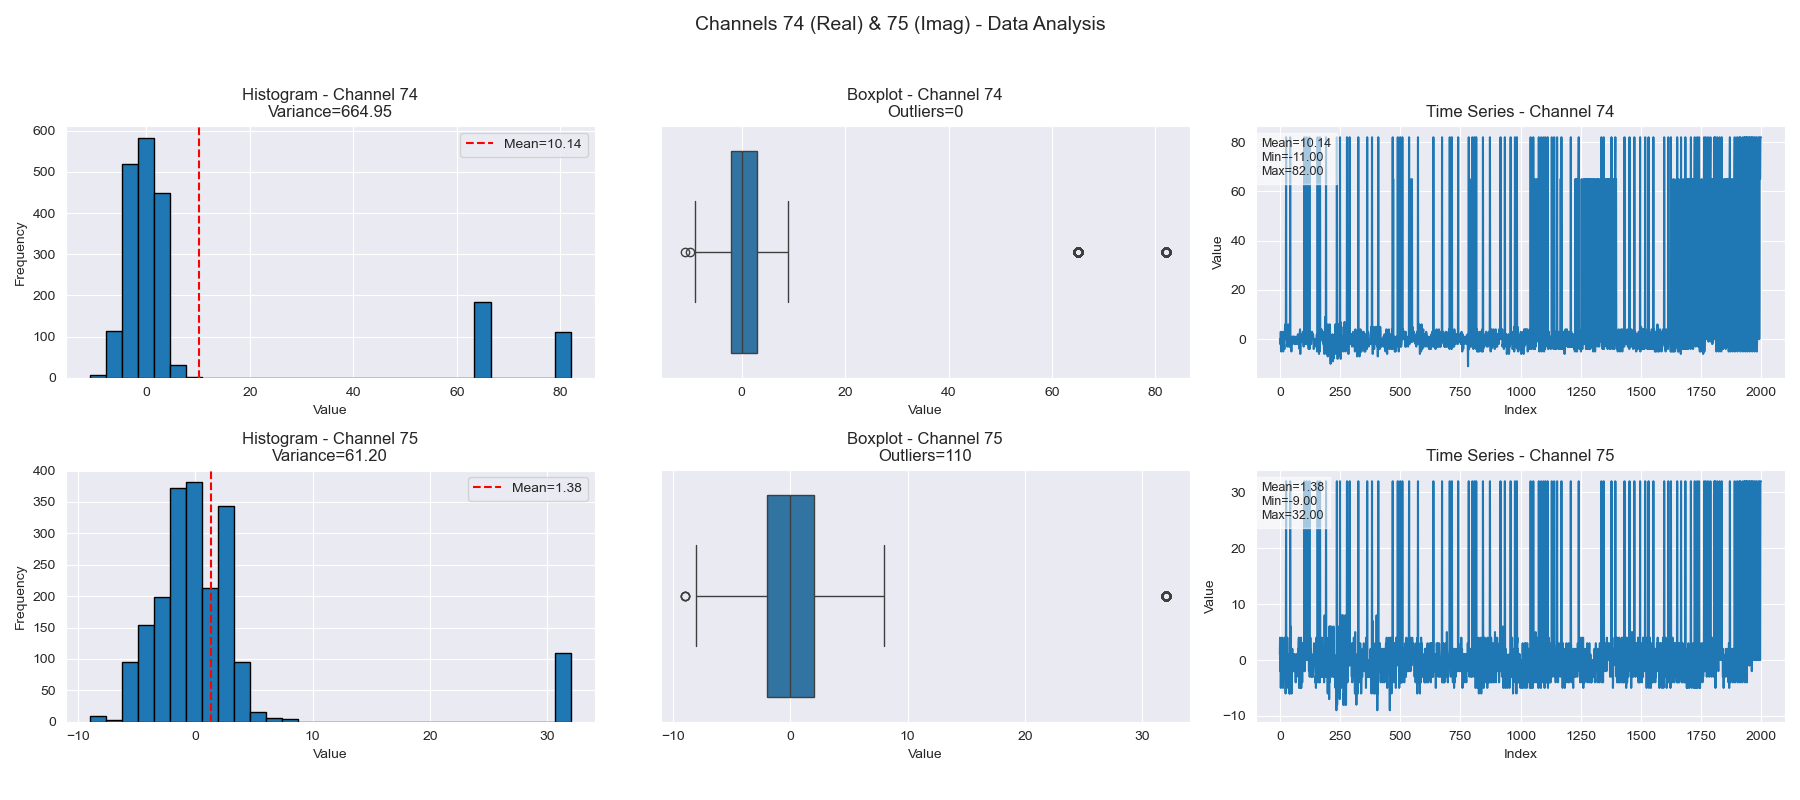 Channels 74 (Real) & 75 (Imag) - Data Analysis
Histogram - Channel 74
Variance=664.95
Frequency
600
500
400
300
200
100
0
Mean=10.14
0 20 40 60 80
Value
Boxplot - Channel 74
Outliers=0
0 20 40 60 80
Value
Time Series - Channel 74
Value
80
60
40
20
0
Mean=10.14
Min=-11.00
Max=82.00
0 250 500 750 1000 1250 1500 1750 2000
Index
Histogram - Channel 75
Variance=61.20
Frequency
400
350
300
250
200
150
100
50
0
Mean=1.38
−10 0 10 20 30
Value
Boxplot - Channel 75
Outliers=110
−10 0 10 20 30
Value
Time Series - Channel 75
Value
30
20
10
0
−10
Mean=1.38
Min=-9.00
Max=32.00
0 250 500 750 1000 1250 1500 1750 2000
Index